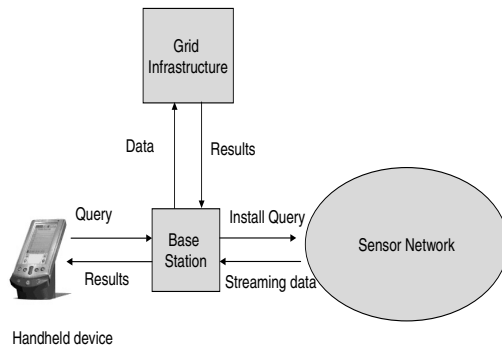 Grid
Infrastructure
Data
Results
Query
Install Query
Base
Station
Sensor Network
Results
Streaming data
Handheld device